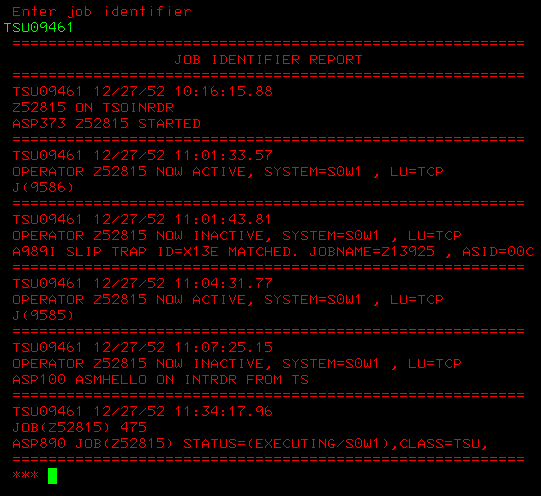 Enter job identifier
TSU09461
=========================================================
JOB IDENTIFIER REPORT
=========================================================
TSU09461 12/27/52 10:16:15.88
Z52815 ON TSOINRDR
ASP373 Z52815 STARTED
=========================================================
TSU09461 12/27/52 11:01:33.57
OPERATOR Z52815 NOW ACTIVE, SYSTEM=S0W1 , LU=TCP
J(9586)
=========================================================
TSU09461 12/27/52 11:01:43.81
OPERATOR Z52815 NOW INACTIVE, SYSTEM=S0W1 , LU=TCP
A989I SLIP TRAP ID=X13E MATCHED. JOBNAME=Z13925 , ASID=00C
=========================================================
TSU09461 12/27/52 11:04:31.77
OPERATOR Z52815 NOW ACTIVE, SYSTEM=S0W1 , LU=TCP
J(9585)
=========================================================
TSU09461 12/27/52 11:07:25.15
OPERATOR Z52815 NOW INACTIVE, SYSTEM=S0W1 , LU=TCP
ASP100 ASMHELLO ON INTRDR FROM TS
=========================================================
TSU09461 12/27/52 11:34:17.96
JOB(Z52815) 475
ASP890 JOB(Z52815) STATUS=(EXECUTING/S0W1),CLASS=TSU,
=========================================================
***